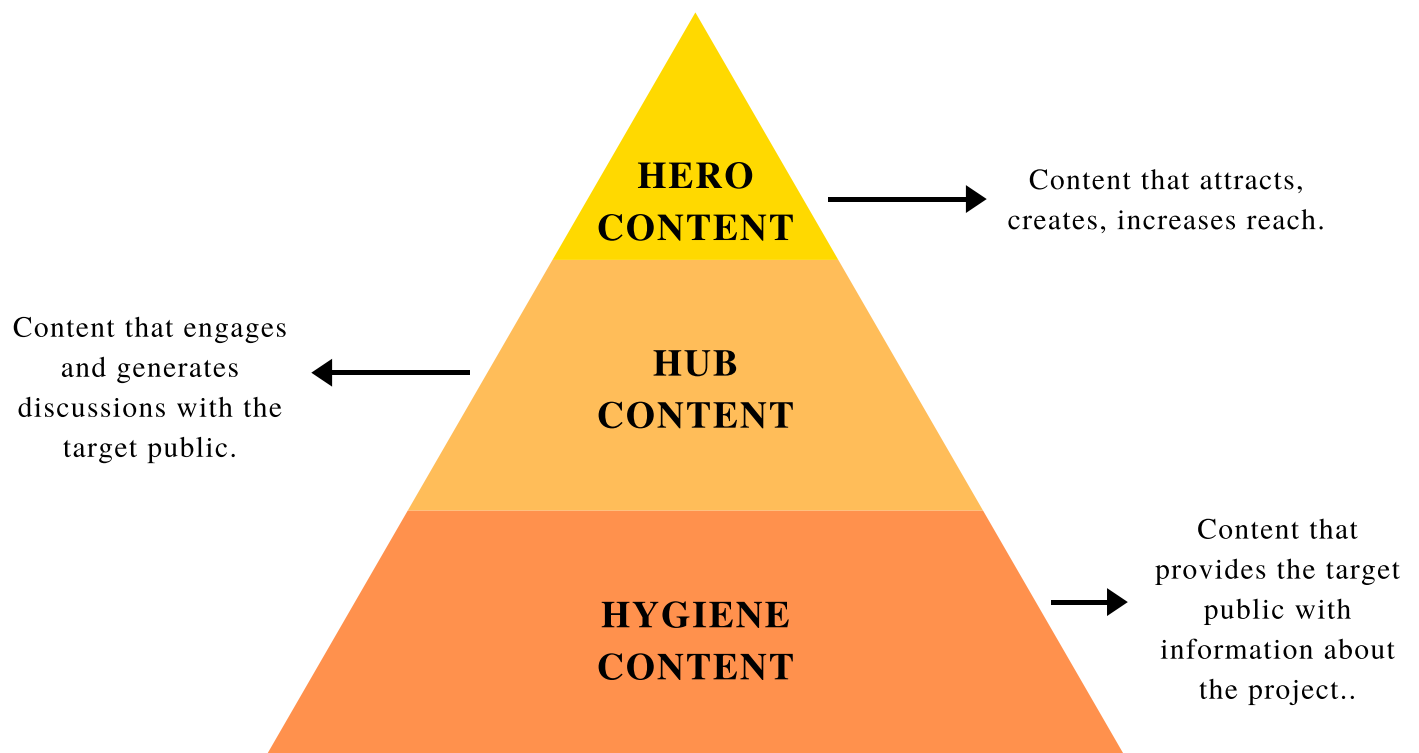 HERO
CONTENT
Content that attracts,
creates, increases reach.
Content that engages
and generates
discussions with the
target public.
HUB
CONTENT
HYGIENE
CONTENT
Content that
provides the target
public with
information about
the project..